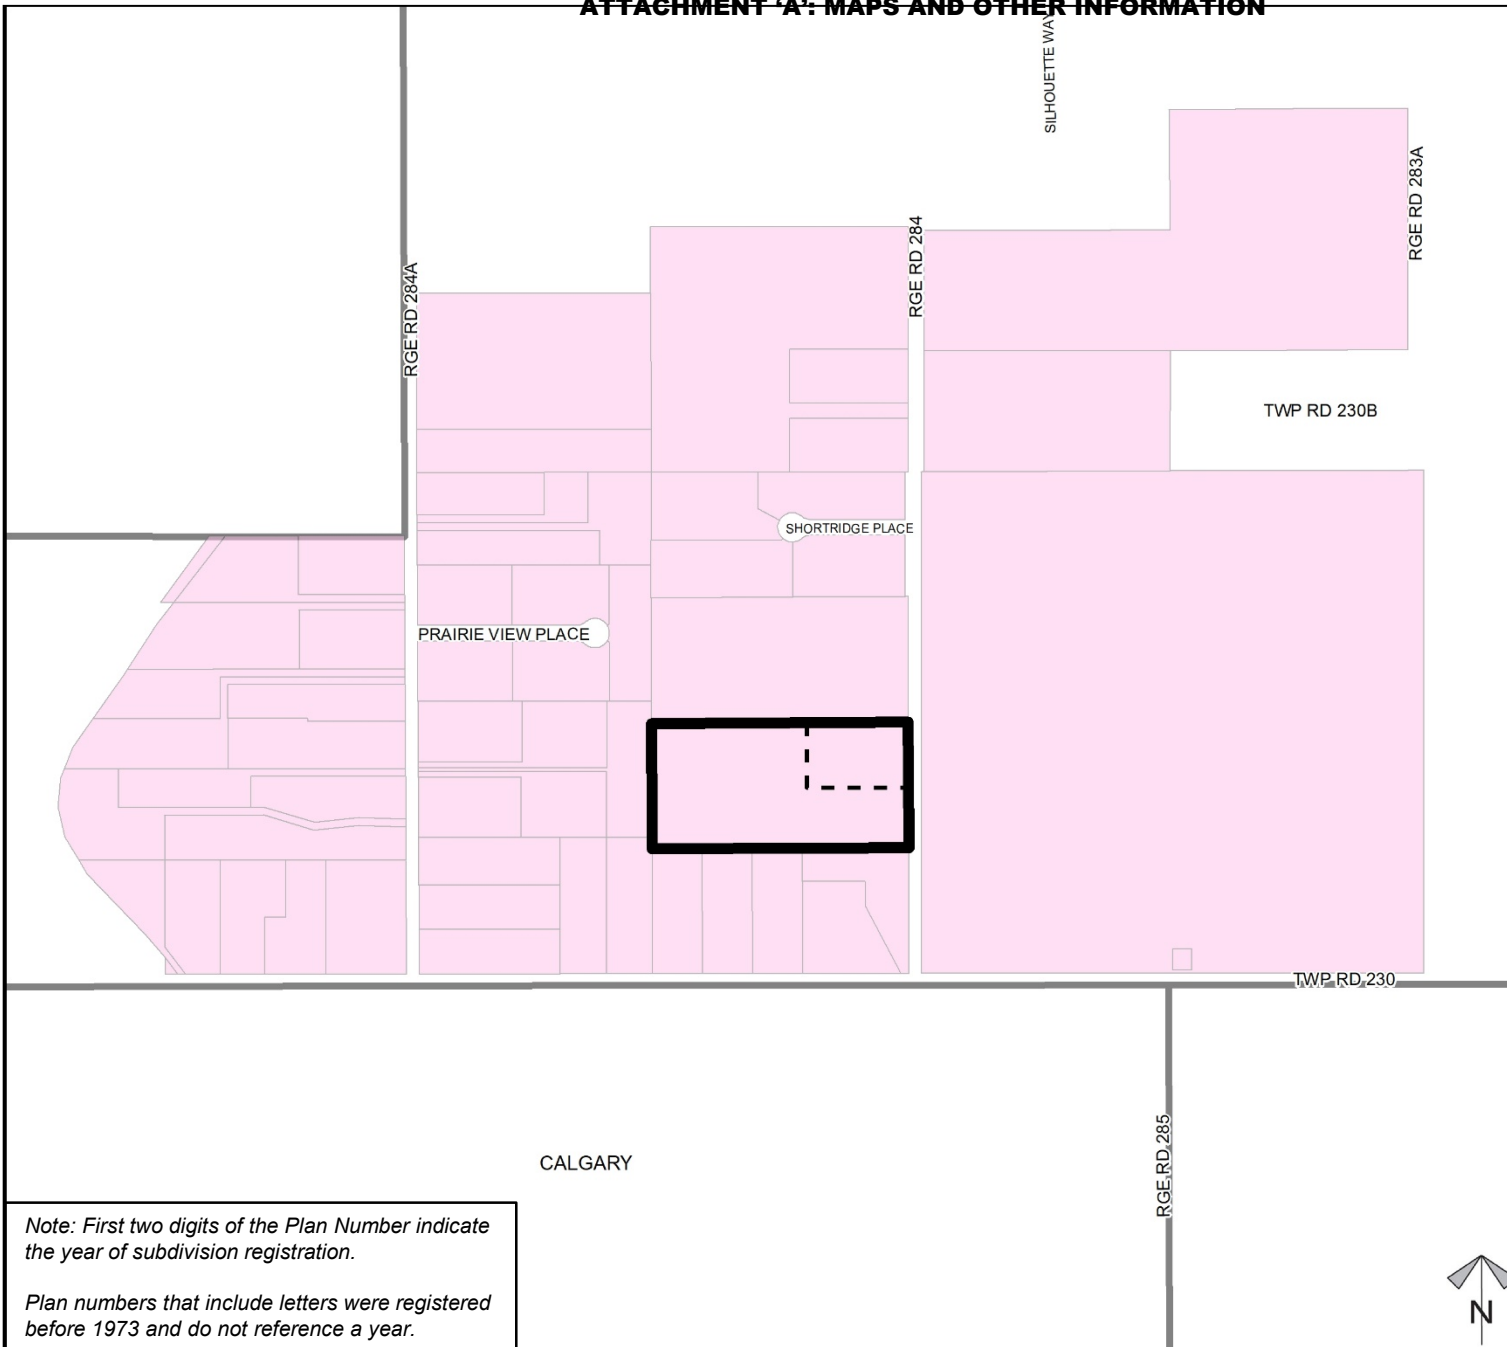 ATTACHMENT ‘A’: MAPS AND OTHER INFORMATION
SILHOUETTE WAY
RGE RD 283A
RGE RD 284
RGE RD 284A
TWP RD 230B
SHORTRIDGE PLACE
PRAIRIE VIEW PLACE
TWP RD 230
RGE RD 285
CALGARY
Note: First two digits of the Plan Number indicate
the year of subdivision registration.
Plan numbers that include letters were registered
before 1973 and do not reference a year.
N